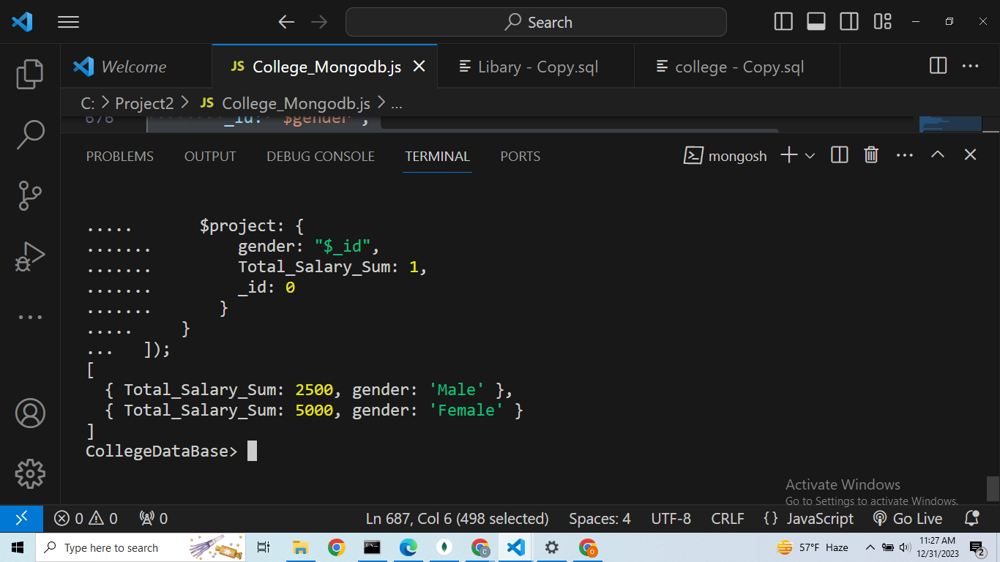 Search
Welcome
JS College_Mongodb.js
Libary - Copy.sql
college - Copy.sql
C: > Project2 > JS College_Mongodb.js > ...
676 _id: "$gender",
PROBLEMS OUTPUT DEBUG CONSOLE TERMINAL PORTS
mongosh
..... $project: {
....... gender: "$_id",
....... Total_Salary_Sum: 1,
....... _id: 0
....... }
..... }
... ]);
[
{ Total_Salary_Sum: 2500, gender: 'Male' },
{ Total_Salary_Sum: 5000, gender: 'Female' }
]
CollegeDataBase>
Activate Windows
Go to Settings to activate Windows.
0 0 0
Ln 687, Col 6 (498 selected) Spaces: 4 UTF-8 CRLF {} JavaScript Go Live
Type here to search
57°F Haze
11:27 AM
12/31/2023
2